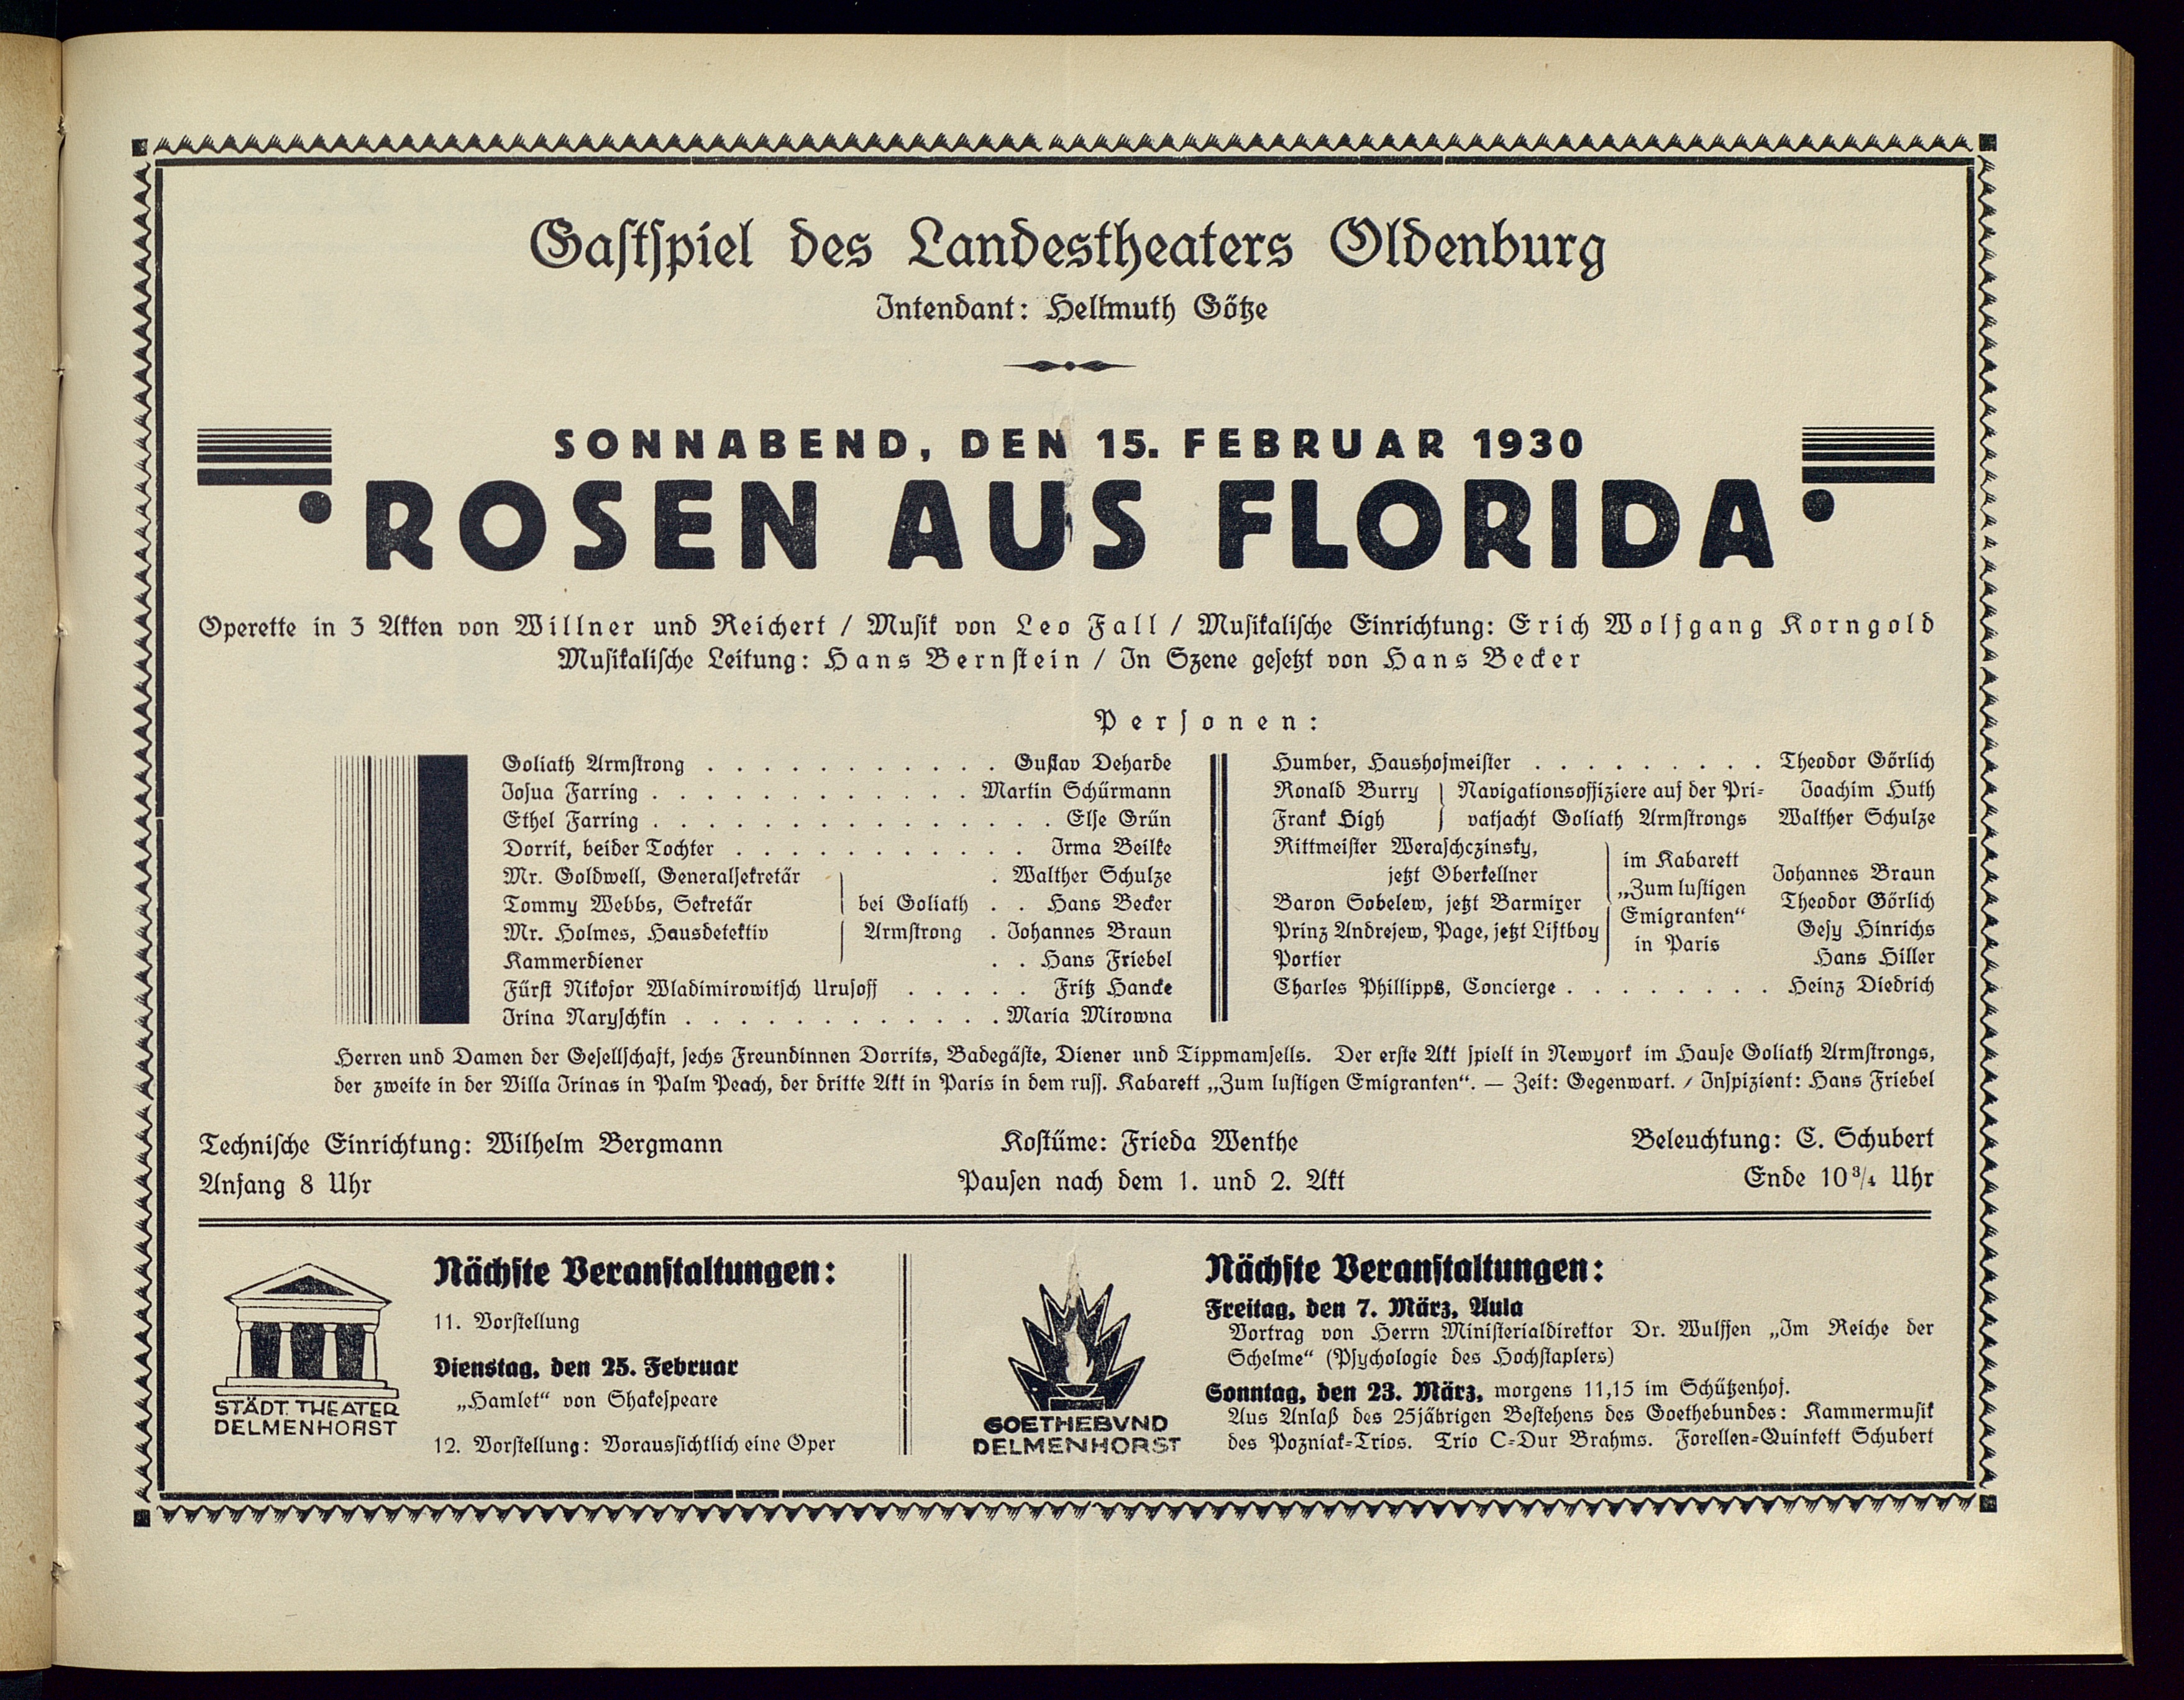 Gastspiel des Landestheaters Oldenburg
Intendant: Hellmuth Götze
SONNABEND, DEN 15. FEBRUAR 1930
ROSEN AUS FLORIDA
Operette in 3 Akten von Willner und Reichert / Musik von Leo Fall / Musikalische Einrichtung: Erich Wolfgang Korngold
Musikalische Leitung: Hans Bernstein / In Szene gesetzt von Hans Becker
Personen:
Goliath Armstrong . . . . . . . . . . . Gustav Deharde
Josua Farring . . . . . . . . . . . . Martin Schürmann
Ethel Farring . . . . . . . . . . . . . . . Else Grün
Dorrit, beider Tochter . . . . . . . . . . . Irma Beilke
Mr. Goldwell, Generalsekretär . Walther Schulze
Tommy Webbs, Sekretär bei Goliath . . Hans Becker
Mr. Holmes, Hausdetektiv Armstrong . Johannes Braun
Kammerdiener . . Hans Friebel
Fürst Nikofor Wladimirowitsch Urusoff . . . . . Fritz Hancke
Irina Naryschkin . . . . . . . . . . . . Maria Mirowna
Humber, Haushofmeister . . . . . . . . . Theodor Görlich
Ronald Burry Navigationsoffiziere auf der Pri- Joachim Huth
Frank High vatjacht Goliath Armstrongs Walther Schulze
Rittmeister Weraschczinsky,
jetzt Oberkellner Johannes Braun
Baron Sobelew, jetzt Barmixer Theodor Görlich
Prinz Andrejew, Page, jetzt Liftboy Gesy Hinrichs
Portier Hans Hiller
im Kabarett
„Zum lustigen
Emigranten“
in Paris
Charles Phillipps, Concierge . . . . . . . . Heinz Diedrich
Herren und Damen der Gesellschaft, sechs Freundinnen Dorrits, Badegäste, Diener und Tippmamsells. Der erste Akt spielt in Newyork im Hause Goliath Armstrongs,
der zweite in der Villa Irinas in Palm Peach, der dritte Akt in Paris in dem russ. Kabarett „Zum lustigen Emigranten“. — Zeit: Gegenwart. / Inspizient: Hans Friebel
Technische Einrichtung: Wilhelm Bergmann Kostüme: Frieda Wenthe Beleuchtung: C. Schubert
Anfang 8 Uhr Pausen nach dem 1. und 2. Akt Ende 10¾ Uhr
STÄDT. THEATER
DELMENHORST
Nächste Veranstaltungen:
11. Vorstellung
Dienstag, den 25. Februar
„Hamlet“ von Shakespeare
12. Vorstellung: Voraussichtlich eine Oper
GOETHEBVND
DELMENHORST
Nächste Veranstaltungen:
Freitag, den 7. März, Aula
Vortrag von Herrn Ministerialdirektor Dr. Wulffen „Im Reiche der
Schelme“ (Psychologie des Hochstaplers)
Sonntag, den 23. März, morgens 11,15 im Schützenhof.
Aus Anlaß des 25jährigen Bestehens des Goethebundes: Kammermusik
des Pozniak-Trios. Trio C-Dur Brahms. Forellen-Quintett Schubert